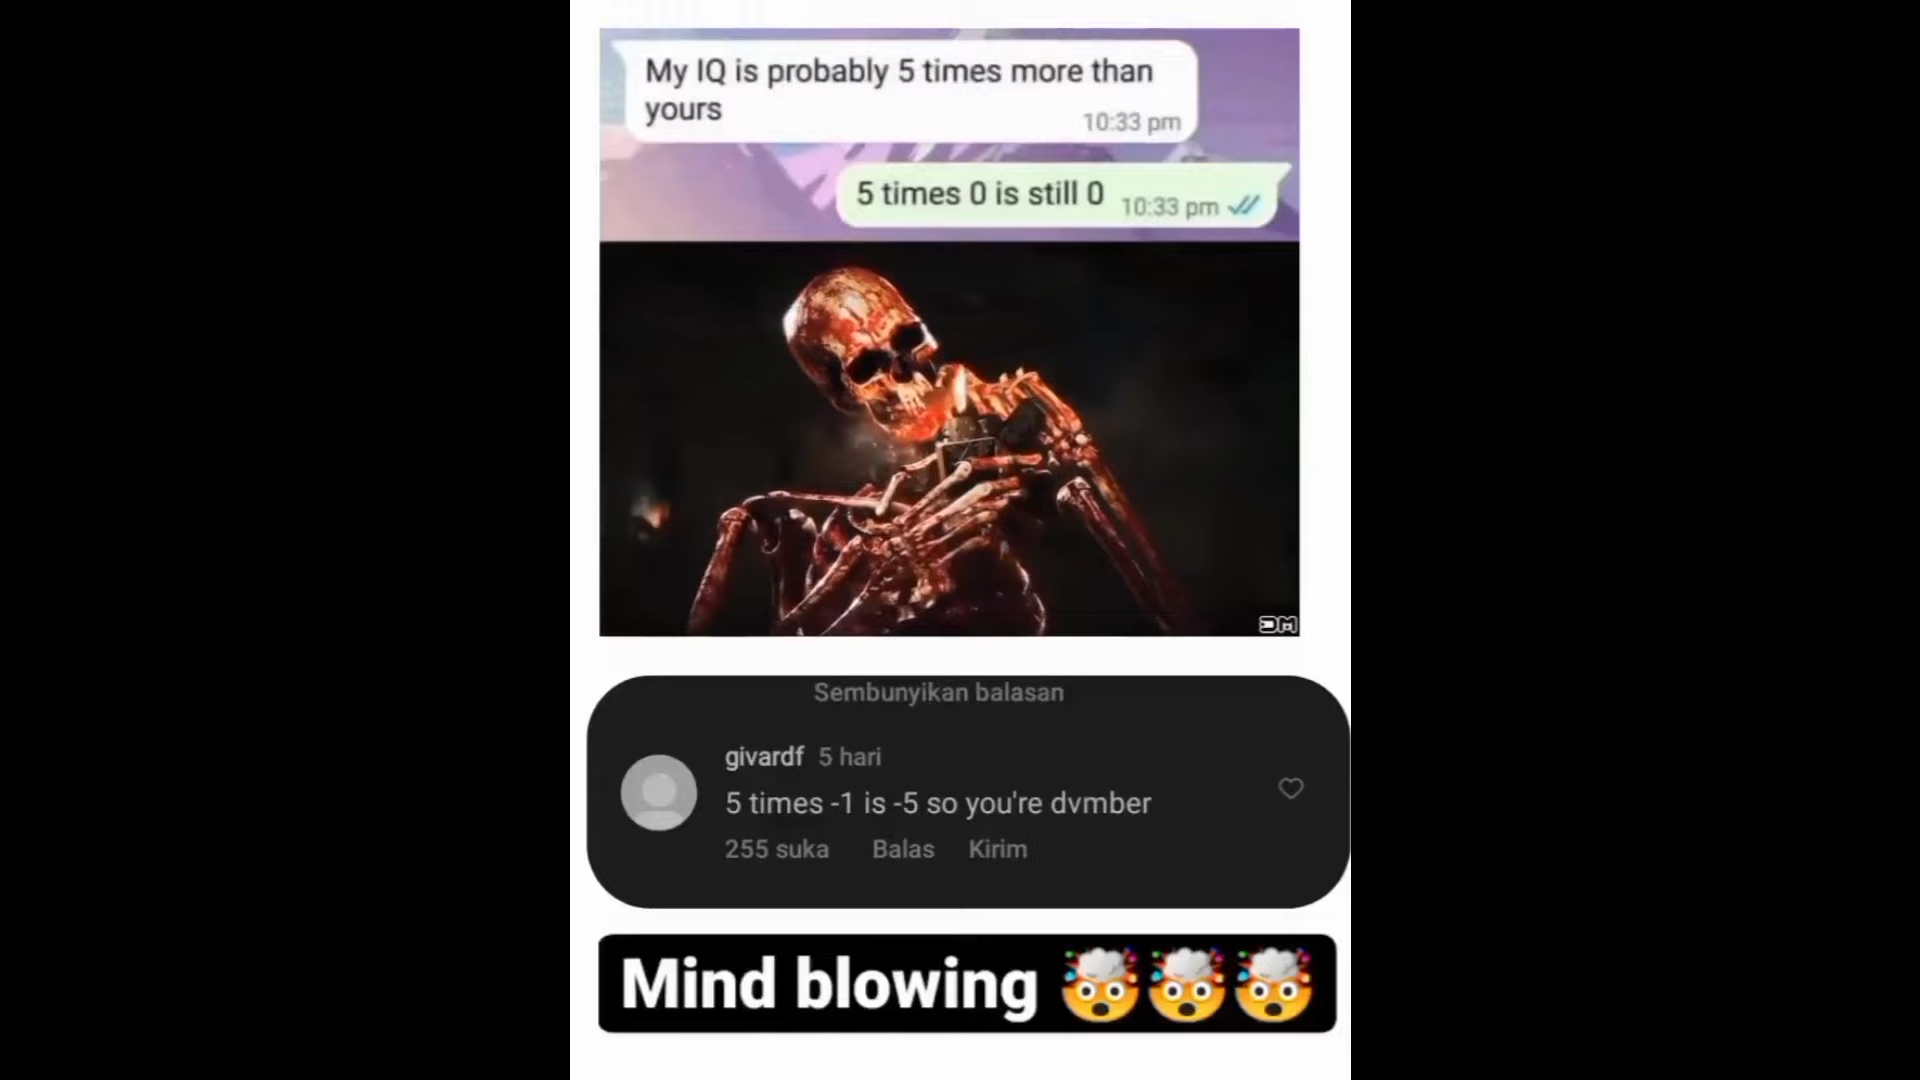 My IQ is probably 5 times more than
yours
10:33 pm
5 times 0 is still 0 10:33 pm
DM
Sembunyikan balasan
givardf 5 hari
5 times -1 is -5 so you're dvmber
255 suka Balas Kirim
Mind blowing 🤯🤯🤯